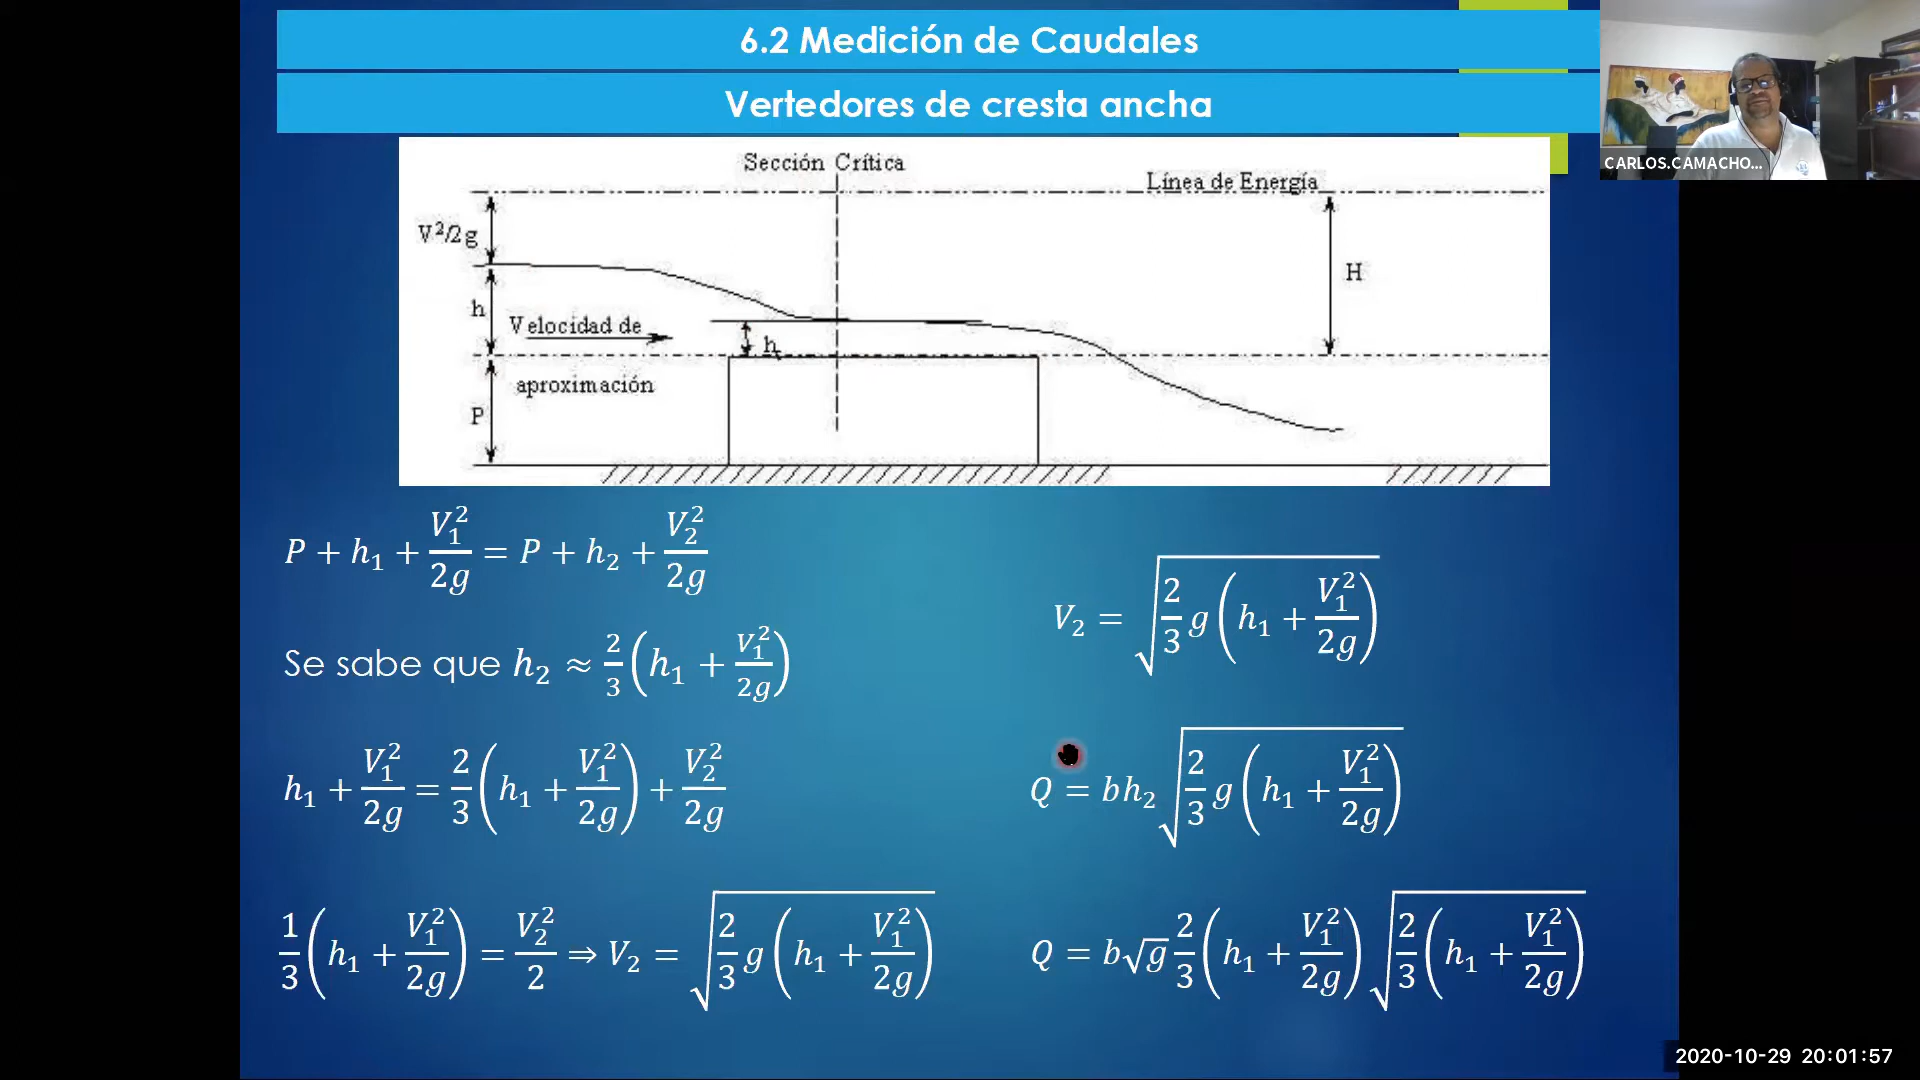 6.2 Medición de Caudales
Vertedores de cresta ancha
CARLOS.CAMACHO...
Sección Crítica
Línea de Energía
V²/2g
H
h
Velocidad de
h
aproximación
P
P + h₁ + V₁²/2g = P + h₂ + V₂²/2g
Se sabe que h₂ ≈ 2/3 (h₁ + V₁²/2g)
h₁ + V₁²/2g = 2/3 (h₁ + V₁²/2g) + V₂²/2g
1/3 (h₁ + V₁²/2g) = V₂²/2 ⇒ V₂ = √(2/3 g (h₁ + V₁²/2g))
V₂ = √(2/3 g (h₁ + V₁²/2g))
Q = bh₂ √(2/3 g (h₁ + V₁²/2g))
Q = b√g 2/3 (h₁ + V₁²/2g) √(2/3 (h₁ + V₁²/2g))
2020-10-29 20:01:57